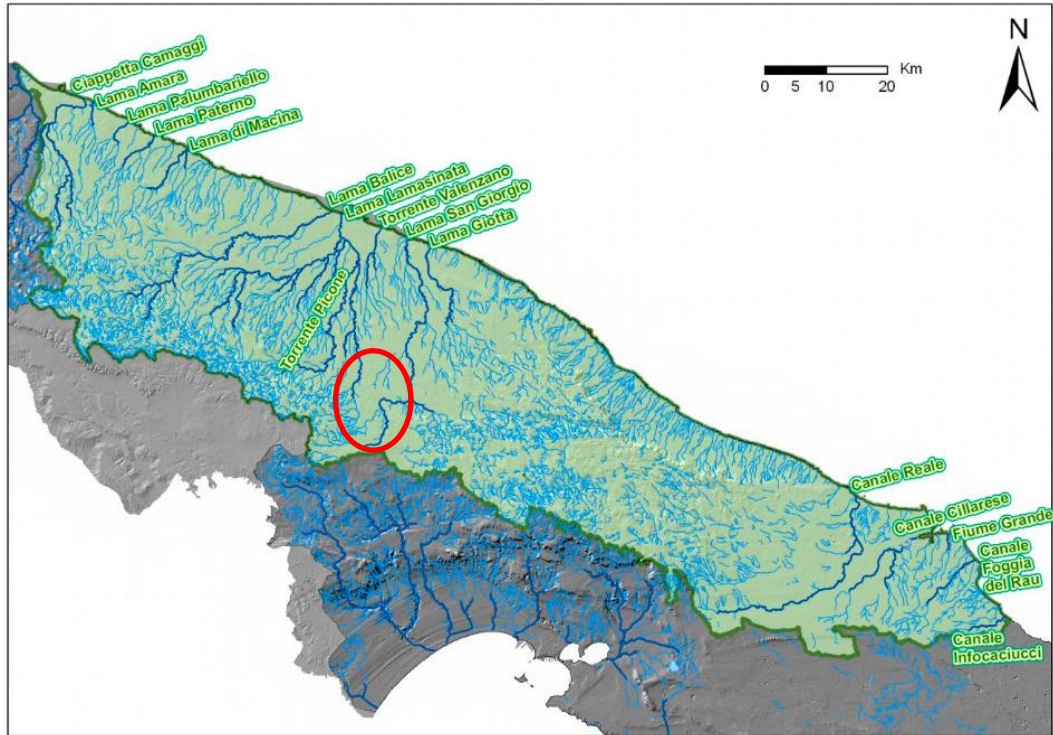 N
Km
0 5 10 20
Ciappetta Camaggi
Lama Amara
Lama Palumbariello
Lama Paterno
Lama di Macina
Lama Balice
Lama Lamasinata
Torrente Valenzano
Lama San Giorgio
Lama Giotta
Torrente Picone
Canale Reale
Canale Cillarese
Fiume Grande
Canale
Foggia
del Rau
Canale
Infocaciucci